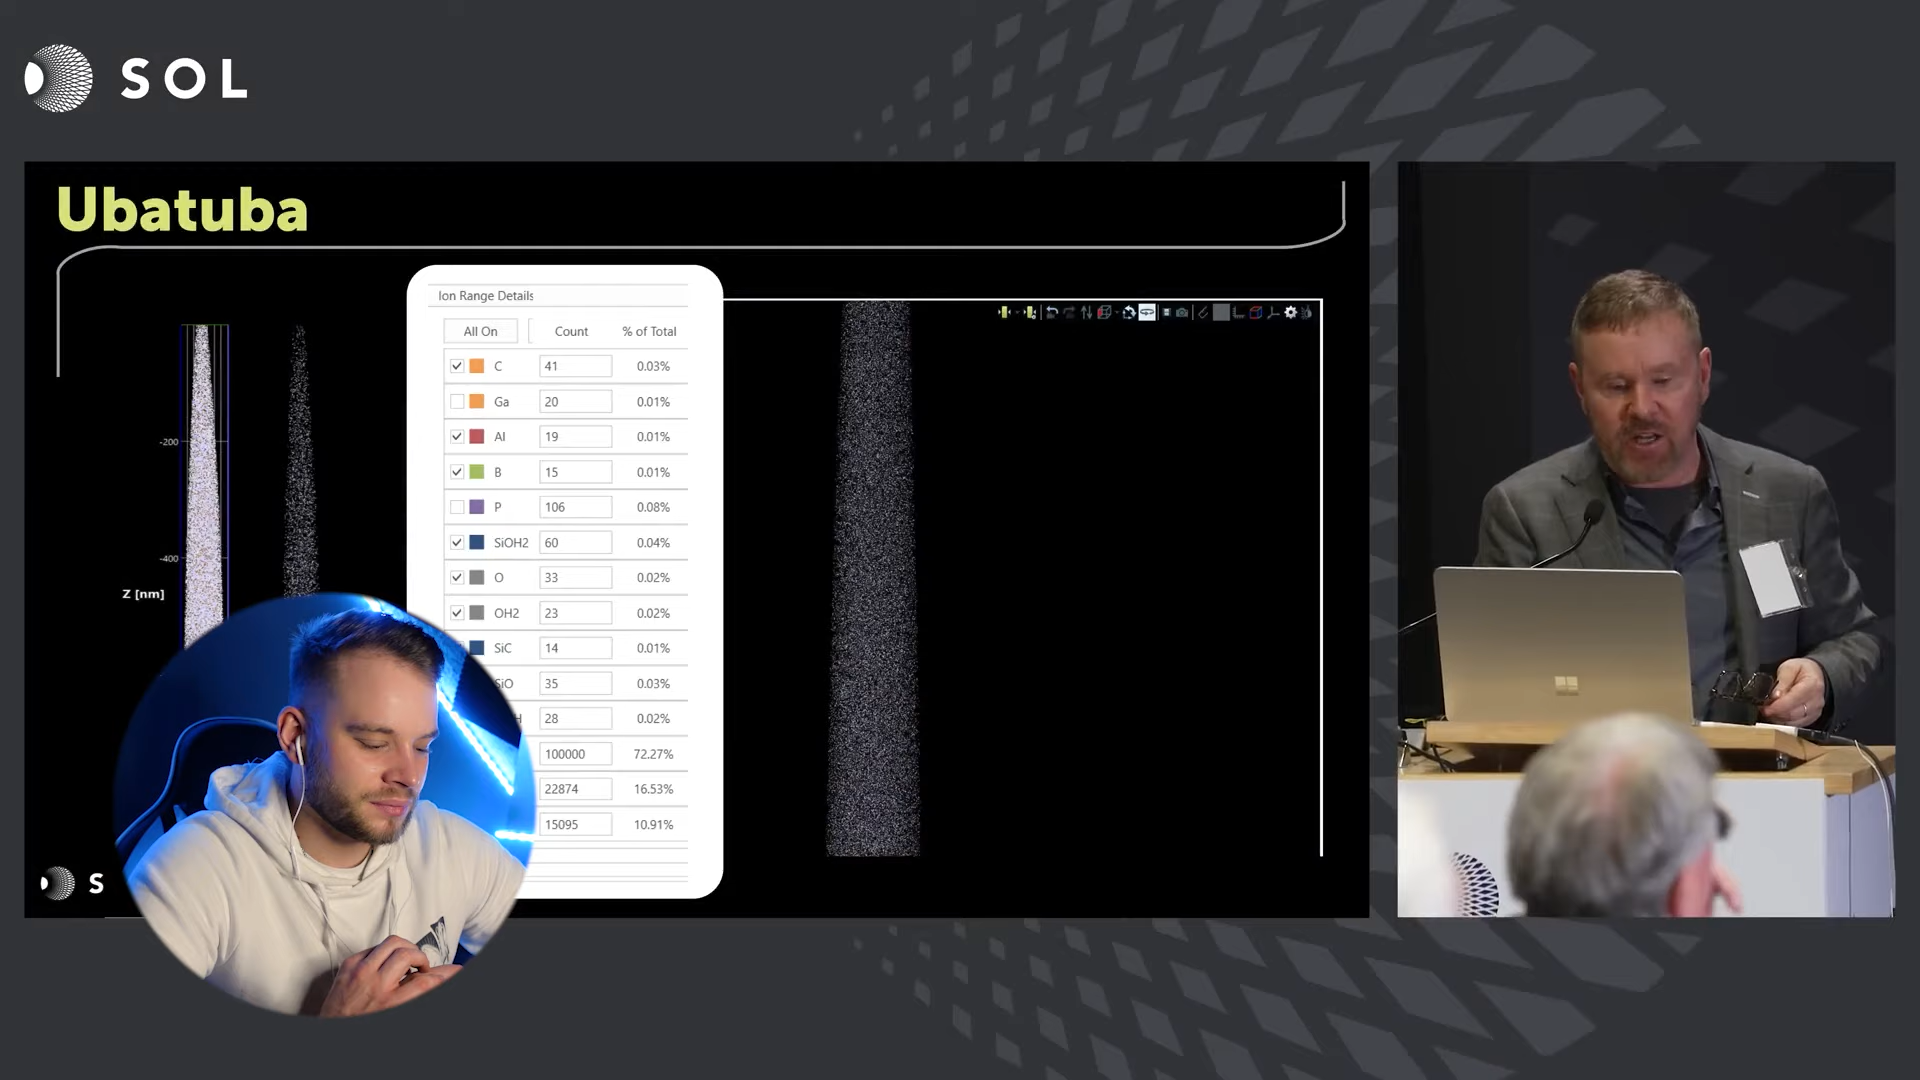 SOL
Ubatuba
Ion Range Details
All On Count % of Total
C 41 0.03%
Ga 20 0.01%
Al 19 0.01%
B 15 0.01%
P 106 0.08%
SiOH2 60 0.04%
O 33 0.02%
OH2 23 0.02%
SiC 14 0.01%
SiO 35 0.03%
H 28 0.02%
100000 72.27%
22874 16.53%
15095 10.91%
-200
-400
Z [nm]
S